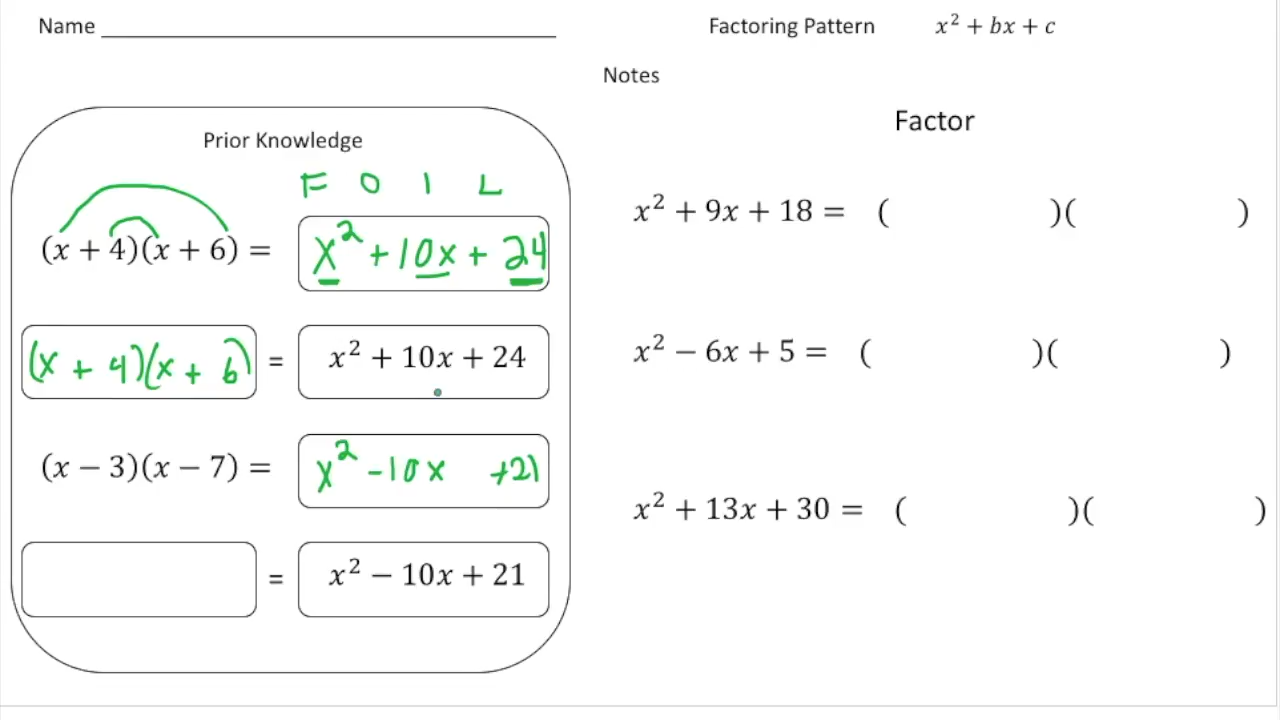 Name
Factoring Pattern x² + bx + c
Notes
Prior Knowledge
F O I L
(x + 4)(x + 6) = x² + 10x + 24
(x + 4)(x + 6) = x² + 10x + 24
(x − 3)(x − 7) = x² − 10x + 21
= x² − 10x + 21
Factor
x² + 9x + 18 = ( )( )
x² − 6x + 5 = ( )( )
x² + 13x + 30 = ( )( )